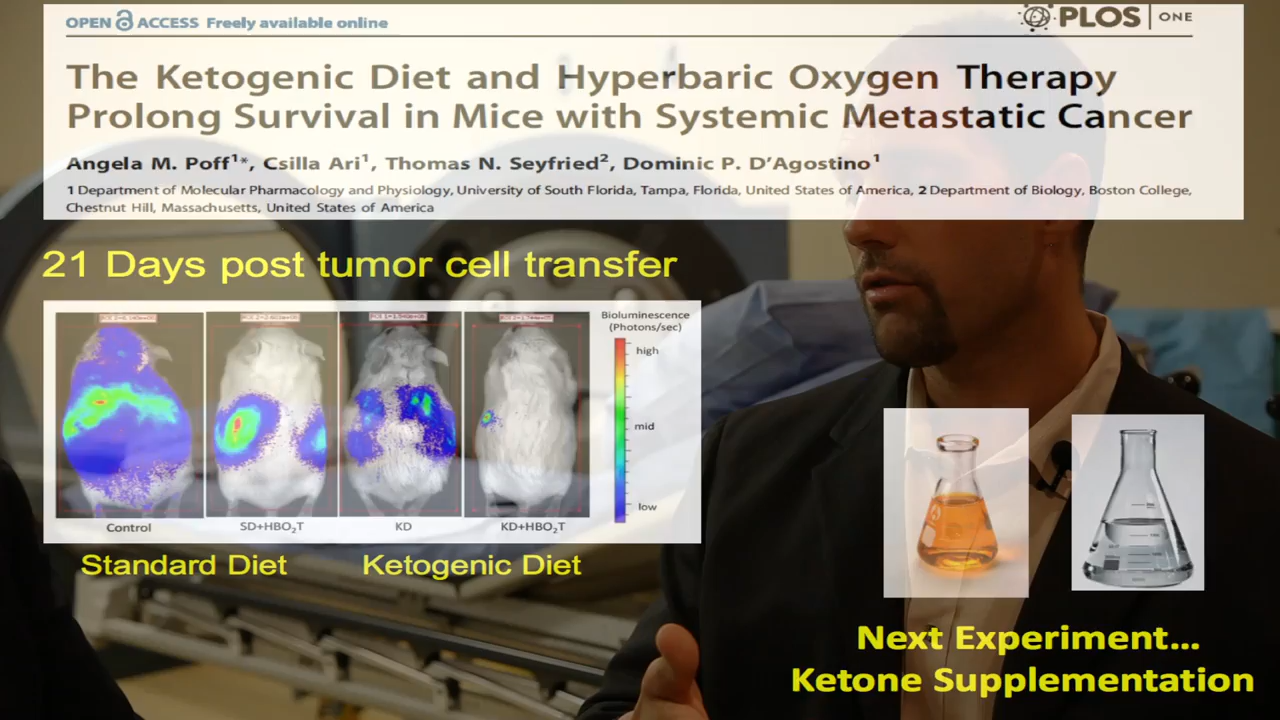 OPEN ACCESS Freely available online
PLOS | ONE
The Ketogenic Diet and Hyperbaric Oxygen Therapy
Prolong Survival in Mice with Systemic Metastatic Cancer
Angela M. Poff1*, Csilla Ari1, Thomas N. Seyfried2, Dominic P. D'Agostino1
1 Department of Molecular Pharmacology and Physiology, University of South Florida, Tampa, Florida, United States of America, 2 Department of Biology, Boston College,
Chestnut Hill, Massachusetts, United States of America
21 Days post tumor cell transfer
Bioluminescence
(Photons/sec)
high
mid
low
Control
SD+HBO2T
KD
KD+HBO2T
Standard Diet
Ketogenic Diet
Next Experiment...
Ketone Supplementation